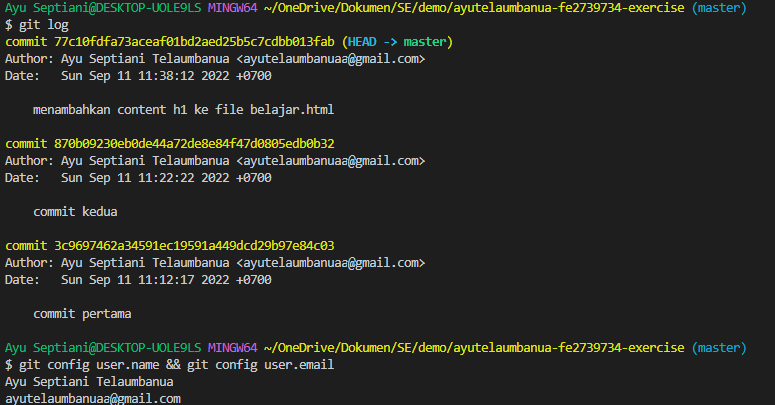 Ayu Septiani@DESKTOP-UOLE9LS MINGW64 ~/OneDrive/Dokumen/SE/demo/ayutelaumbanua-fe2739734-exercise (master)
$ git log
commit 77c10fdfa73aceaf01bd2aed25b5c7cdbb013fab (HEAD -> master)
Author: Ayu Septiani Telaumbanua <ayutelaumbanuaa@gmail.com>
Date:   Sun Sep 11 11:38:12 2022 +0700
menambahkan content h1 ke file belajar.html
commit 870b09230eb0de44a72de8e84f47d0805edb0b32
Author: Ayu Septiani Telaumbanua <ayutelaumbanuaa@gmail.com>
Date:   Sun Sep 11 11:22:22 2022 +0700
commit kedua
commit 3c9697462a34591ec19591a449dcd29b97e84c03
Author: Ayu Septiani Telaumbanua <ayutelaumbanuaa@gmail.com>
Date:   Sun Sep 11 11:12:17 2022 +0700
commit pertama
Ayu Septiani@DESKTOP-UOLE9LS MINGW64 ~/OneDrive/Dokumen/SE/demo/ayutelaumbanua-fe2739734-exercise (master)
$ git config user.name && git config user.email
Ayu Septiani Telaumbanua
ayutelaumbanuaa@gmail.com